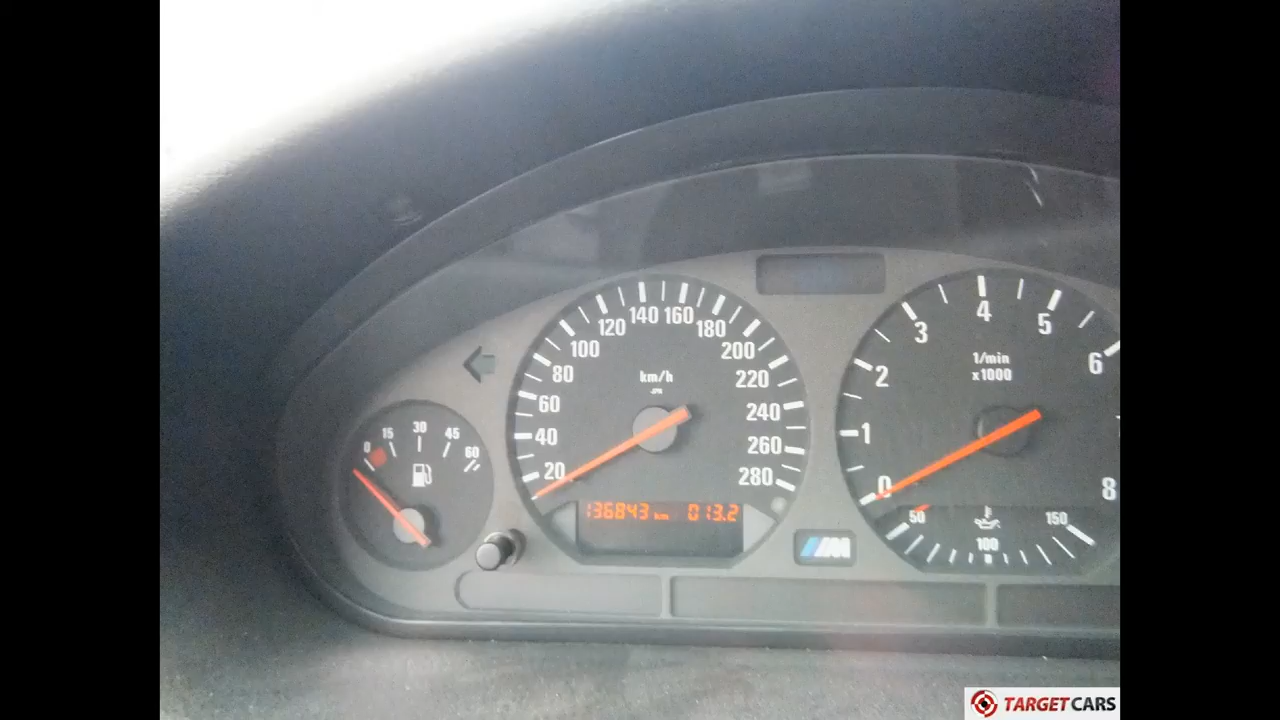 140 160
120 180
100 200
80 km/h 220
60 240
40 260
20 280
136843 km 013.2
0 15 30 45 60
M
4
3 5
2 1/min 6
x1000
1
0 8
50 100 150
TARGETCARS